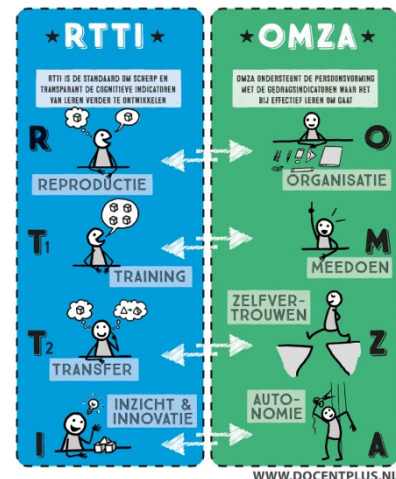 ★RTTI★
RTTI IS DE STANDAARD OM SCHERP EN
TRANSPARANT DE COGNITIEVE INDICATOREN
VAN LEREN VERDER TE ONTWIKKELEN
R
REPRODUCTIE
T1
TRAINING
T2
TRANSFER
I
INZICHT &
INNOVATIE
★OMZA★
OMZA ONDERSTEUNT DE PERSOONSVORMING
MET DE GEDRAGSINDICATOREN WAAR HET
BIJ EFFECTIEF LEREN OM GAAT
O
ORGANISATIE
M
MEEDOEN
ZELFVER-
TROUWEN
Z
AUTO-
NOMIE
A
WWW.DOCENTPLUS.NL